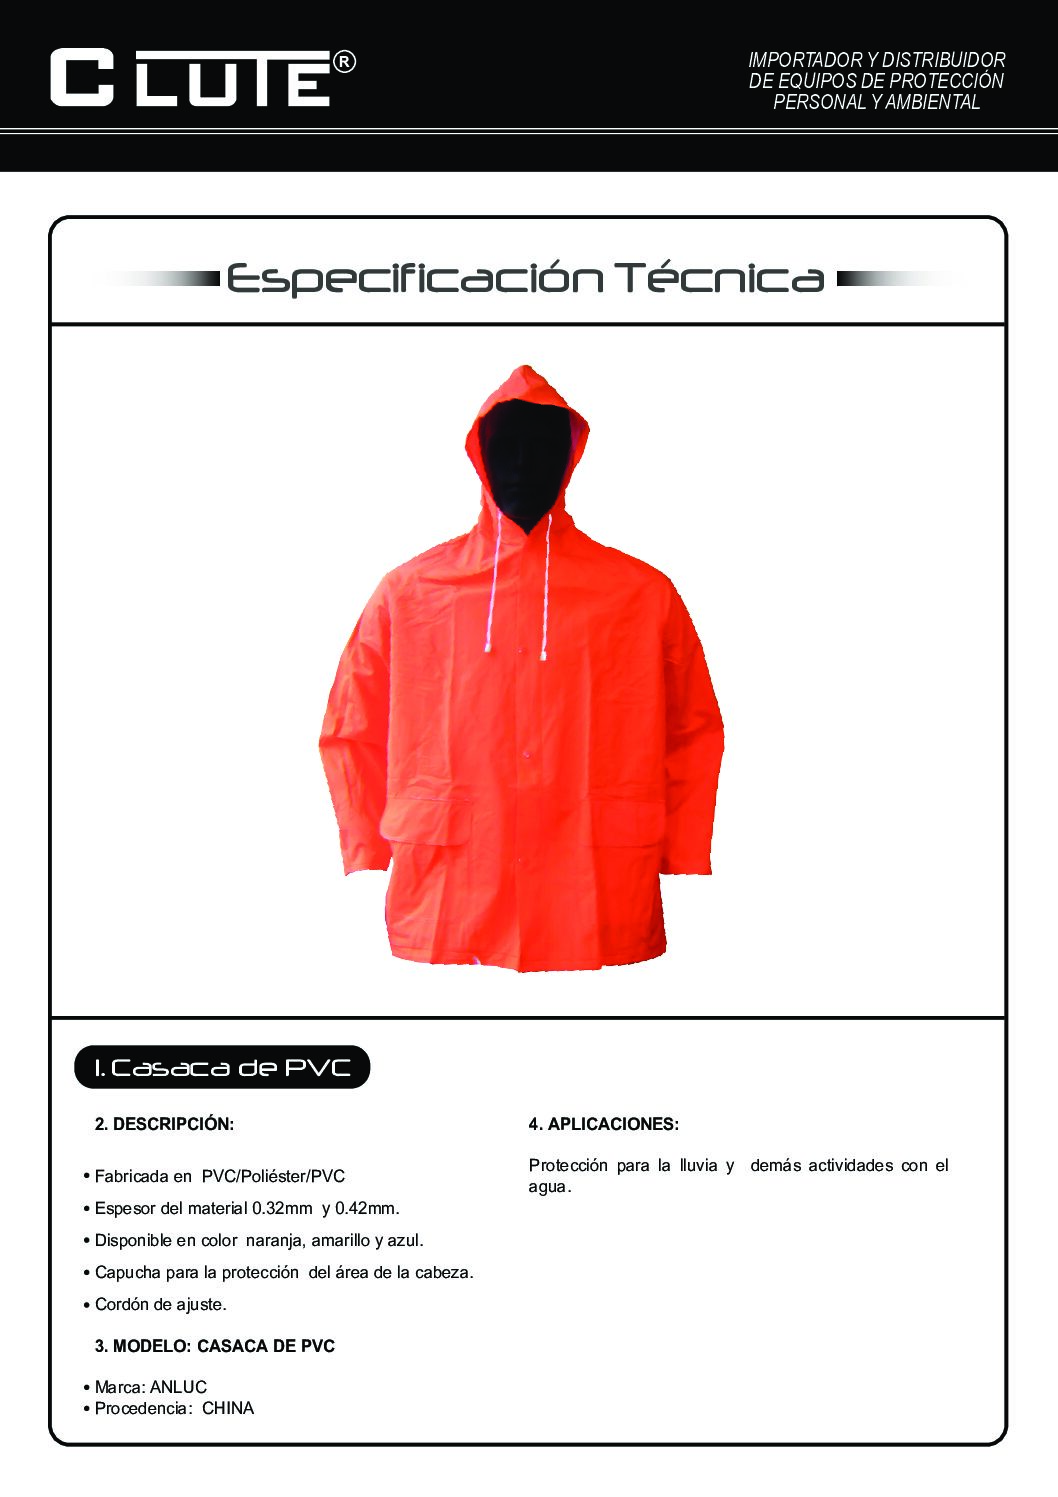 CLUTE®
IMPORTADOR Y DISTRIBUIDOR
DE EQUIPOS DE PROTECCIÓN
PERSONAL Y AMBIENTAL
Especificación Técnica
1. Casaca de PVC
2. DESCRIPCIÓN:
• Fabricada en PVC/Poliéster/PVC
• Espesor del material 0.32mm y 0.42mm.
• Disponible en color naranja, amarillo y azul.
• Capucha para la protección del área de la cabeza.
• Cordón de ajuste.
3. MODELO: CASACA DE PVC
• Marca: ANLUC
• Procedencia: CHINA
4. APLICACIONES:
Protección para la lluvia y demás actividades con el
agua.